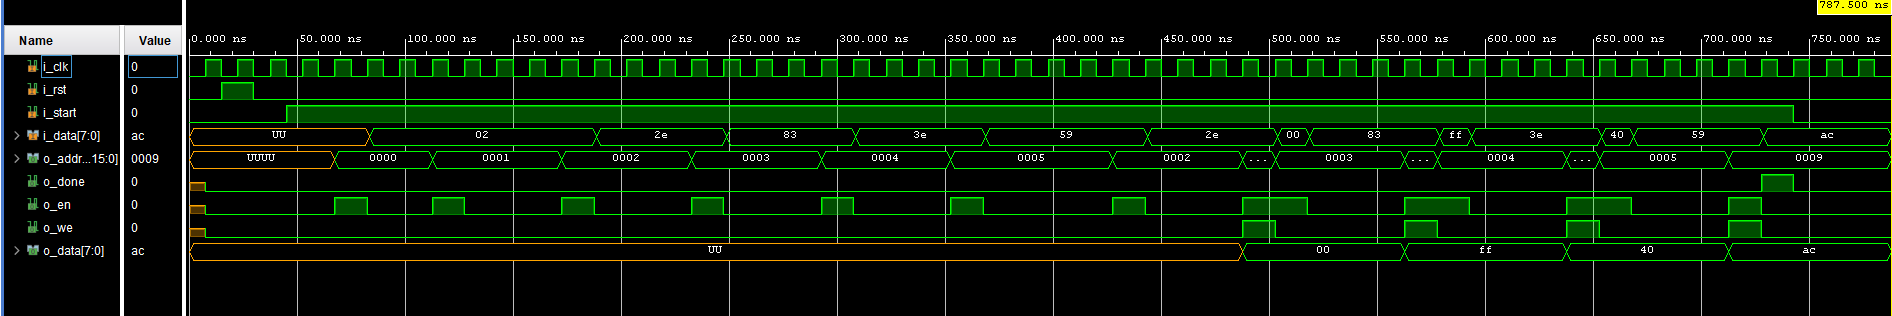 787.500 ns
Name Value
0.000 ns 50.000 ns 100.000 ns 150.000 ns 200.000 ns 250.000 ns 300.000 ns 350.000 ns 400.000 ns 450.000 ns 500.000 ns 550.000 ns 600.000 ns 650.000 ns 700.000 ns 750.000 ns
i_clk 0
i_rst 0
i_start 0
i_data[7:0] ac UU 02 2e 83 3e 59 2e 00 83 ff 3e 40 59 ac
o_addr...15:0] 0009 UUUU 0000 0001 0002 0003 0004 0005 0002 ... 0003 ... 0004 ... 0005 0009
o_done 0
o_en 0
o_we 0
o_data[7:0] ac UU 00 ff 40 ac